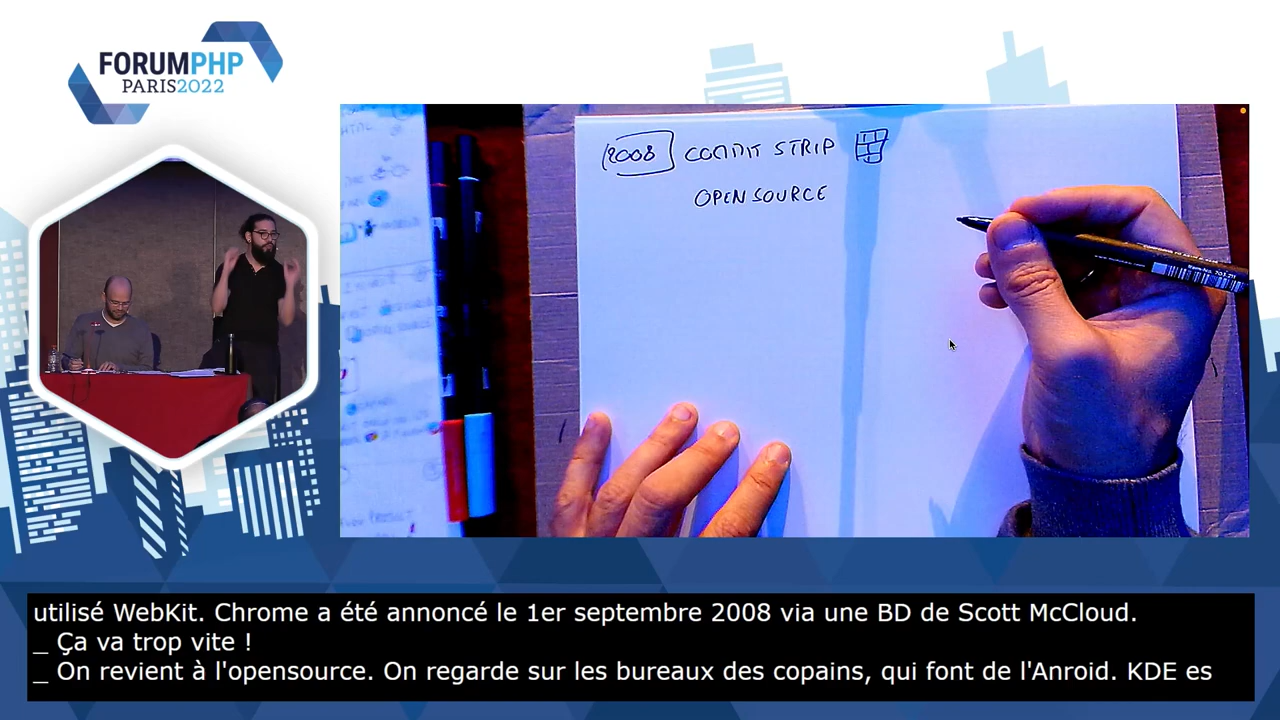 FORUMPHP
PARIS2022
2008 COMMIT STRIP
OPEN SOURCE
utilisé WebKit. Chrome a été annoncé le 1er septembre 2008 via une BD de Scott McCloud.
_ Ça va trop vite !
_ On revient à l'opensource. On regarde sur les bureaux des copains, qui font de l'Anroid. KDE es